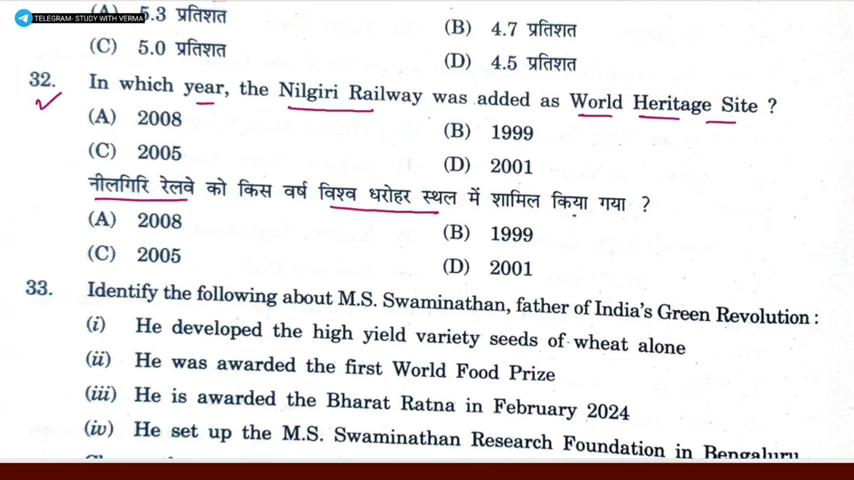 TELEGRAM- STUDY WITH VERMA
(A) 5.3 प्रतिशत (B) 4.7 प्रतिशत
(C) 5.0 प्रतिशत (D) 4.5 प्रतिशत
32. In which year, the Nilgiri Railway was added as World Heritage Site ?
(A) 2008 (B) 1999
(C) 2005 (D) 2001
नीलगिरि रेलवे को किस वर्ष विश्व धरोहर स्थल में शामिल किया गया ?
(A) 2008 (B) 1999
(C) 2005 (D) 2001
33. Identify the following about M.S. Swaminathan, father of India's Green Revolution :
(i) He developed the high yield variety seeds of wheat alone
(ii) He was awarded the first World Food Prize
(iii) He is awarded the Bharat Ratna in February 2024
(iv) He set up the M.S. Swaminathan Research Foundation in Bengaluru